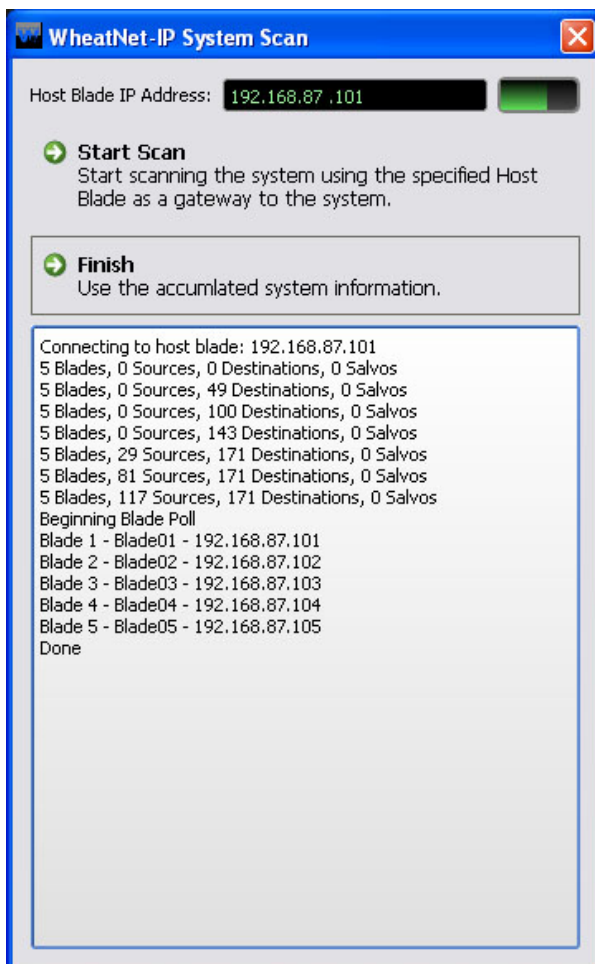 WheatNet-IP System Scan
Host Blade IP Address: 192.168.87 .101
Start Scan
Start scanning the system using the specified Host
Blade as a gateway to the system.
Finish
Use the accumlated system information.
Connecting to host blade: 192.168.87.101
5 Blades, 0 Sources, 0 Destinations, 0 Salvos
5 Blades, 0 Sources, 49 Destinations, 0 Salvos
5 Blades, 0 Sources, 100 Destinations, 0 Salvos
5 Blades, 0 Sources, 143 Destinations, 0 Salvos
5 Blades, 29 Sources, 171 Destinations, 0 Salvos
5 Blades, 81 Sources, 171 Destinations, 0 Salvos
5 Blades, 117 Sources, 171 Destinations, 0 Salvos
Beginning Blade Poll
Blade 1 - Blade01 - 192.168.87.101
Blade 2 - Blade02 - 192.168.87.102
Blade 3 - Blade03 - 192.168.87.103
Blade 4 - Blade04 - 192.168.87.104
Blade 5 - Blade05 - 192.168.87.105
Done